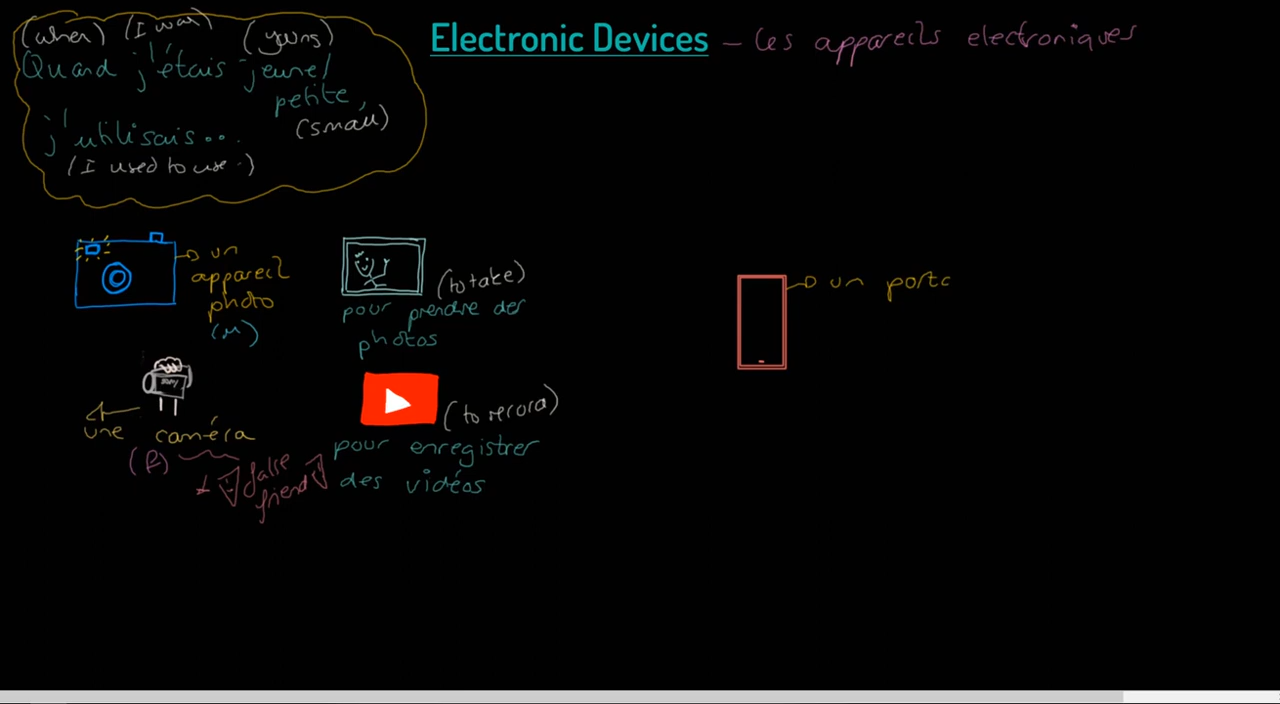 Electronic Devices – Les appareils electroniques
(when) (I was) (young)
Quand j'étais jeune/
petite,
(small)
j'utilisais...
(I used to use..)
un
appareil
photo
(M)
(to take)
pour prendre des
photos
un porta
SONY
une caméra
(f)
false
friend
(to record)
pour enregistrer
des vidéos